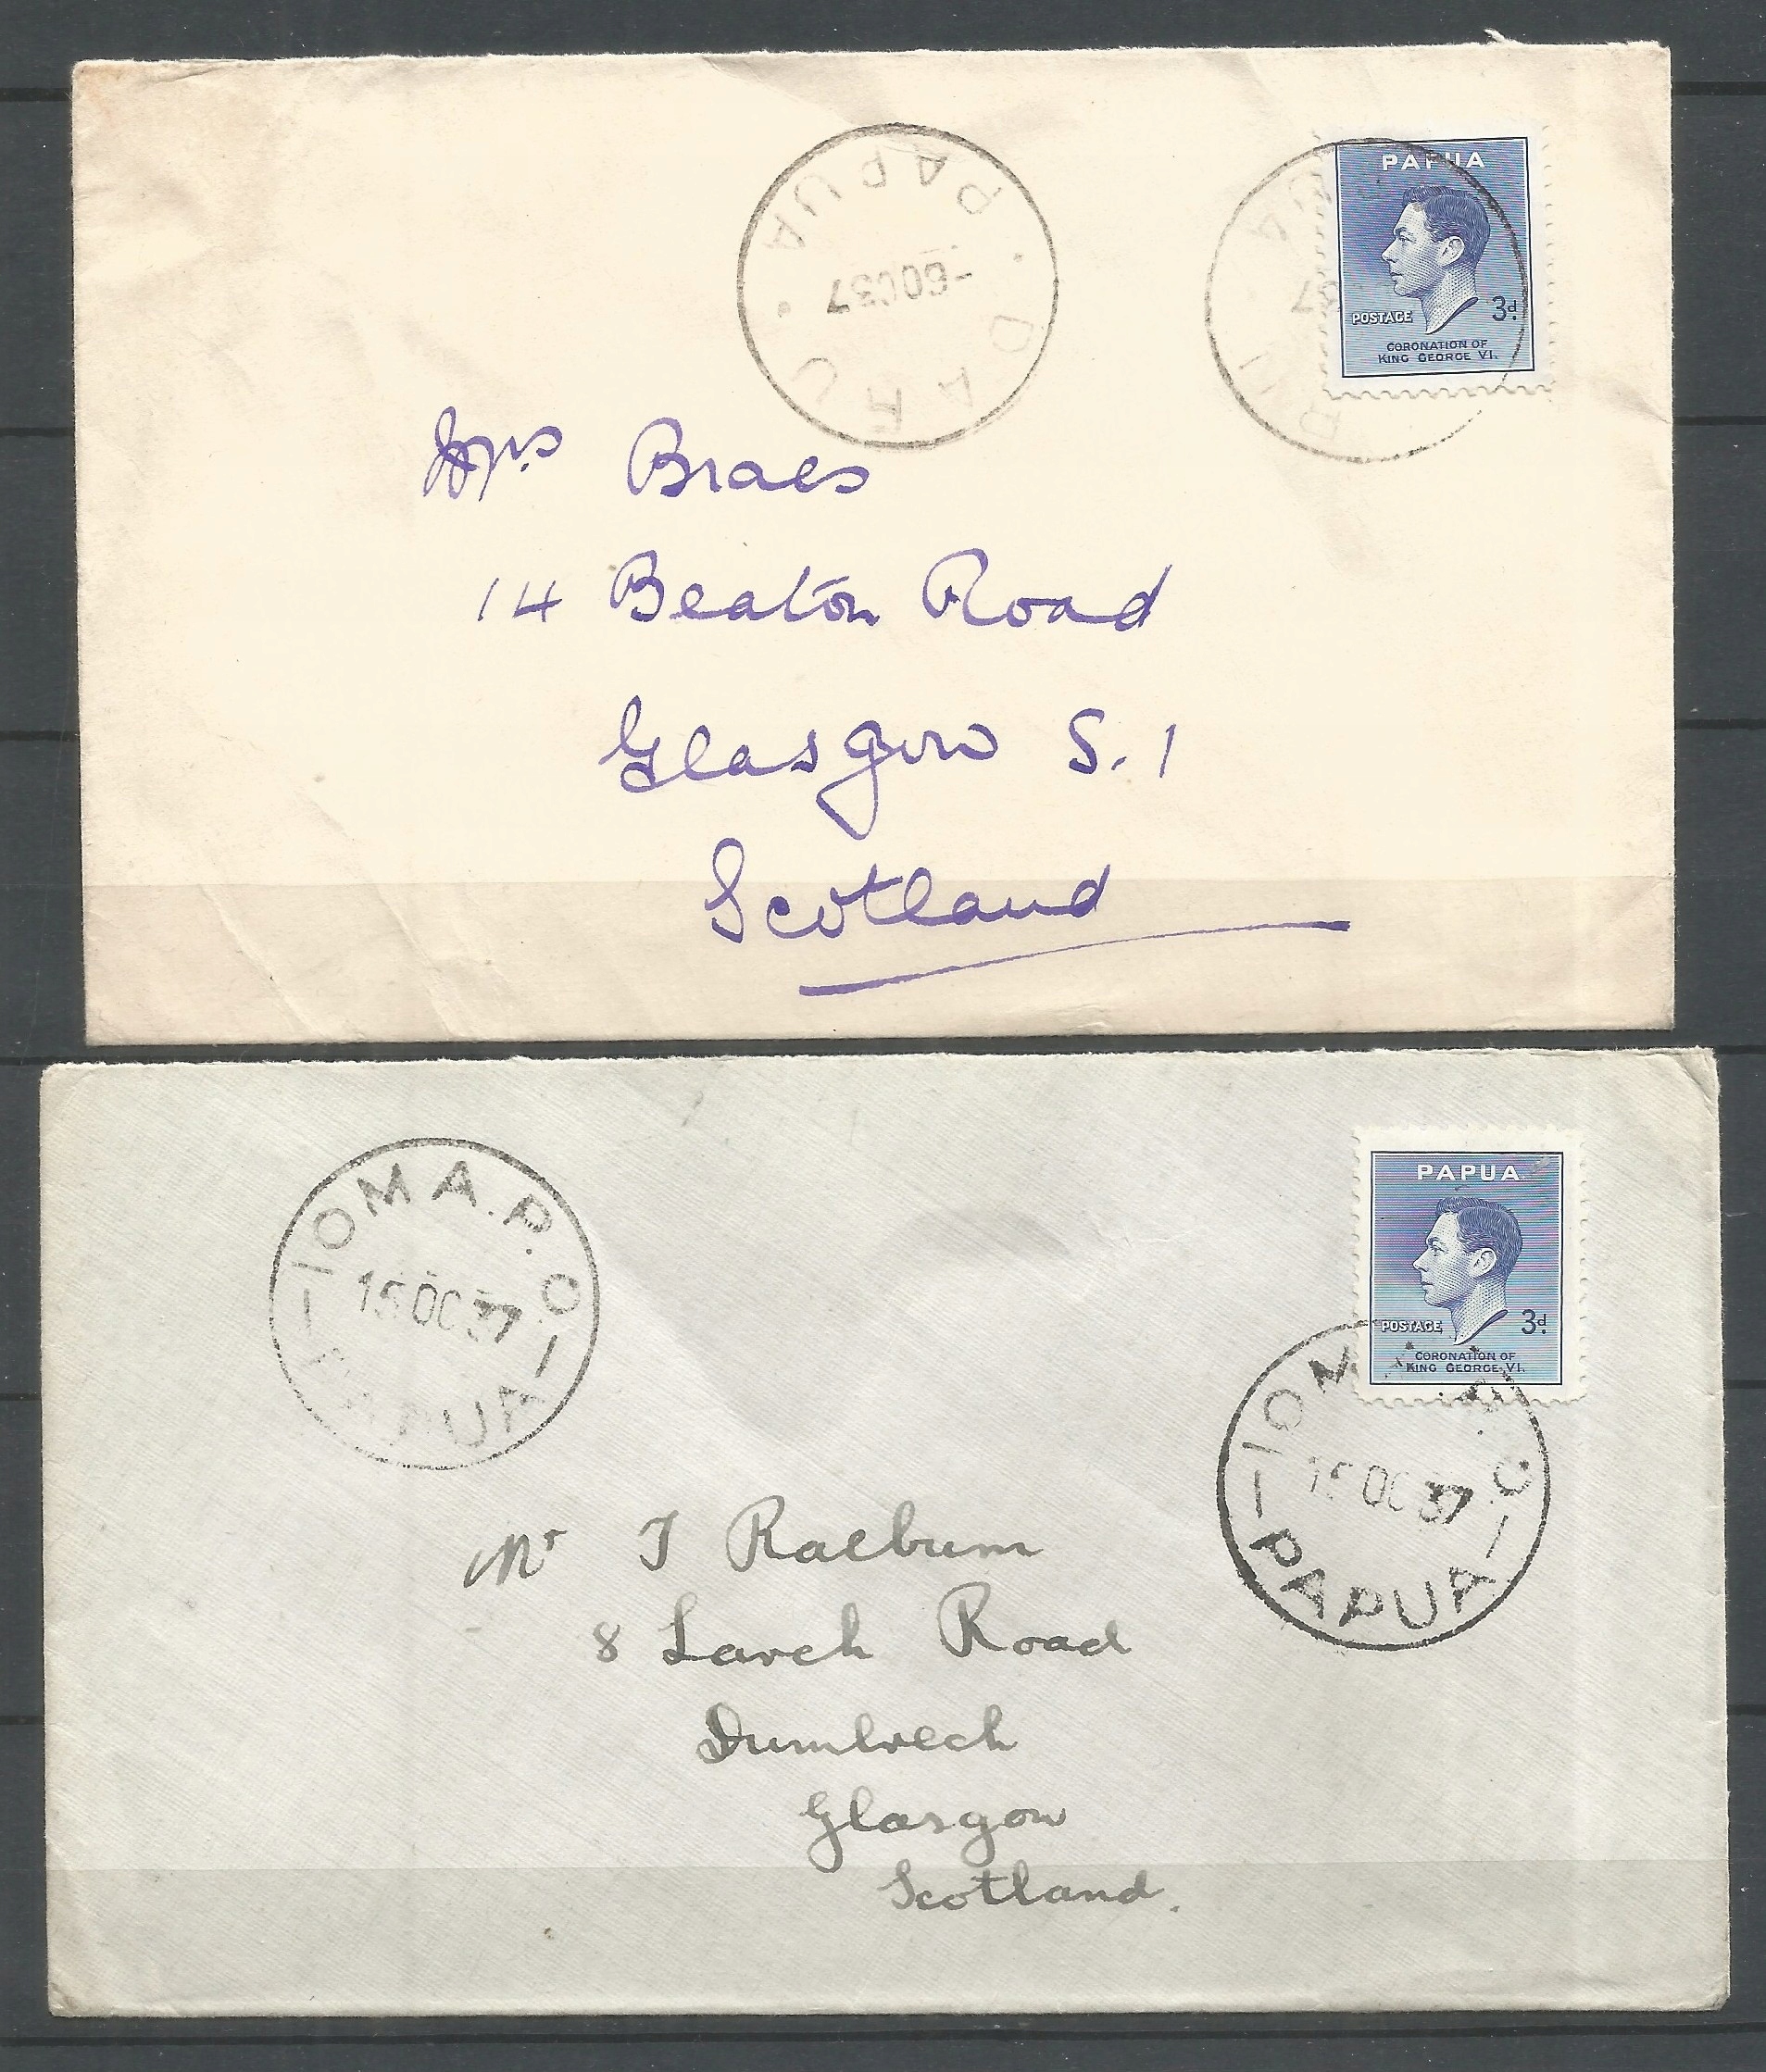 PAPUA
-6OC37
DARU
PAPUA
POSTAGE 3d.
CORONATION OF
KING GEORGE VI.
Mrs Braes
14 Beaton Road
Glasgow S.1
Scotland
IOMA. P.O
15OC37
PAPUA
PAPUA
POSTAGE 3d.
CORONATION OF
KING GEORGE VI.
IOMA. P.O
15OC37
PAPUA
Mr J Raeburn
8 Larch Road
Dumbreck
Glasgow
Scotland.